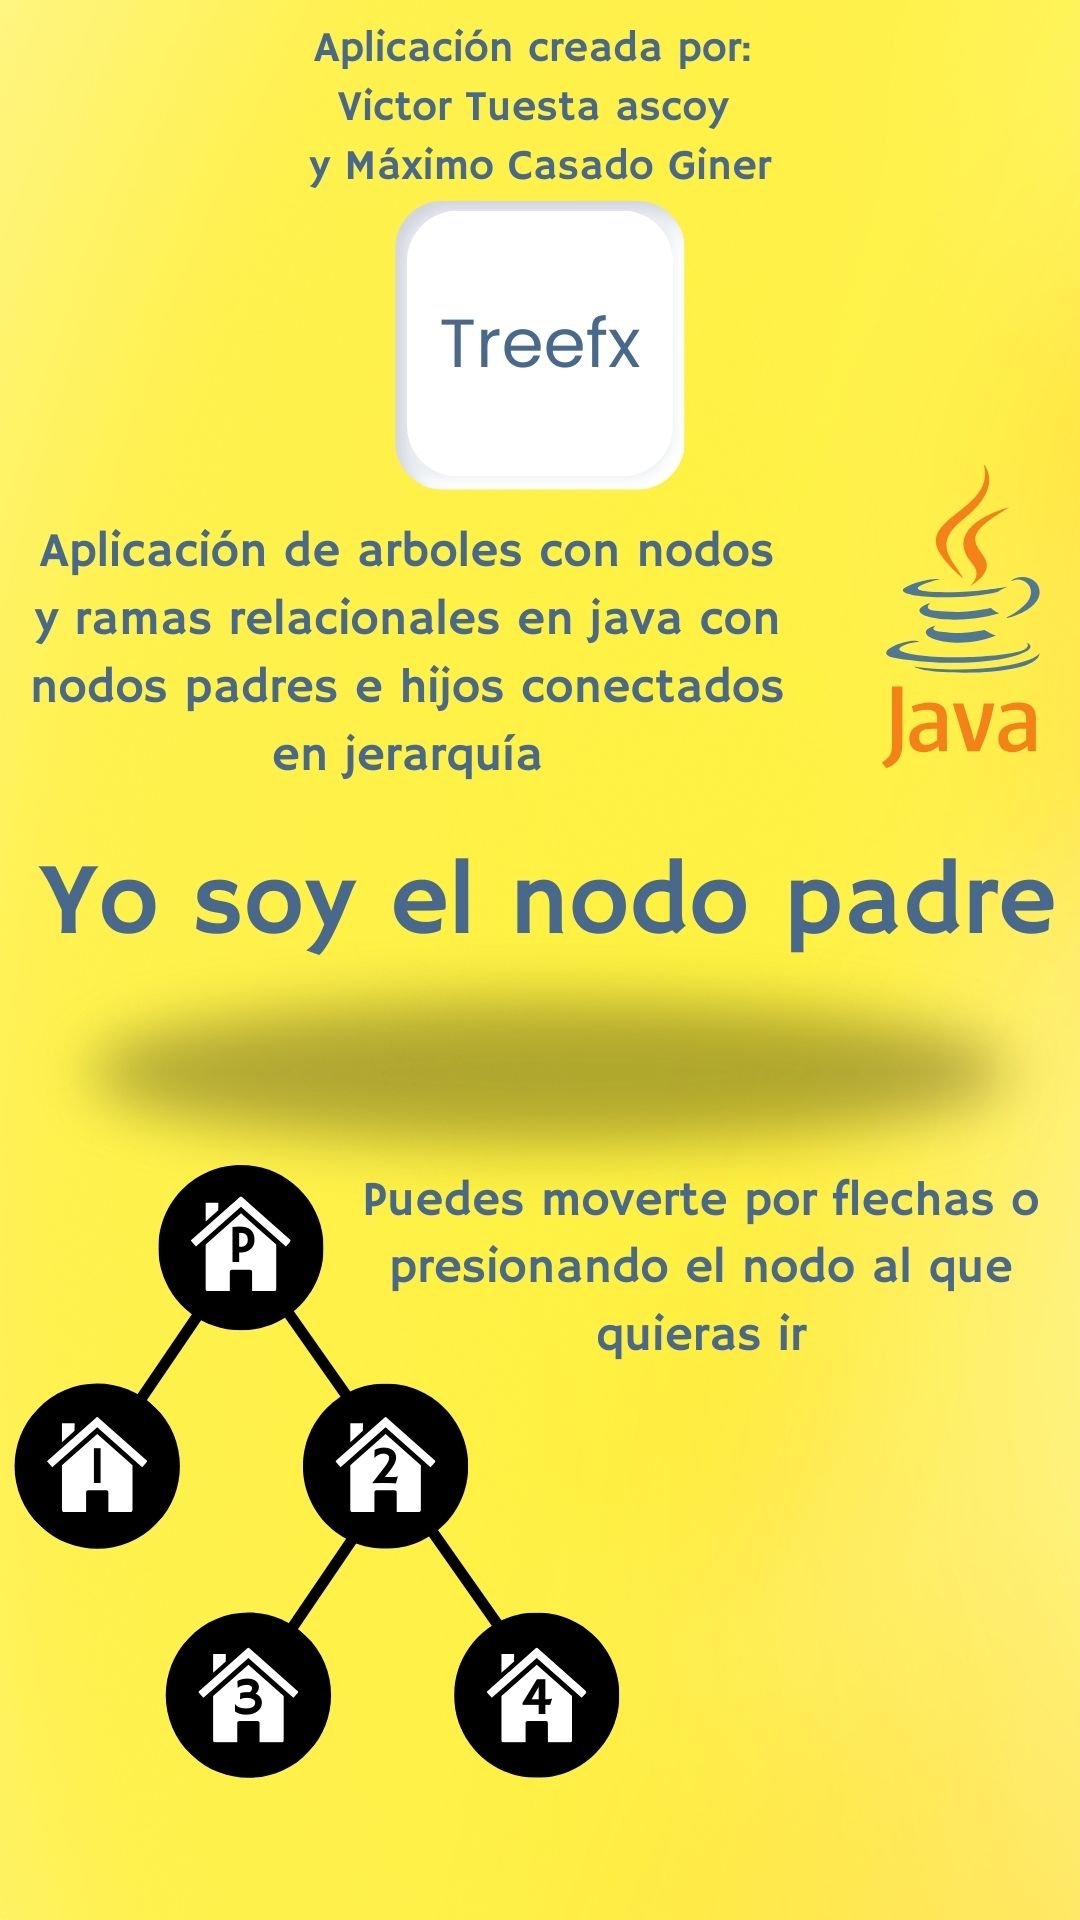 Aplicación creada por:
Victor Tuesta ascoy
y Máximo Casado Giner
Treefx
Aplicación de arboles con nodos
y ramas relacionales en java con
nodos padres e hijos conectados
en jerarquía
Java
Yo soy el nodo padre
Puedes moverte por flechas o
presionando el nodo al que
quieras ir
P
1
2
3
4